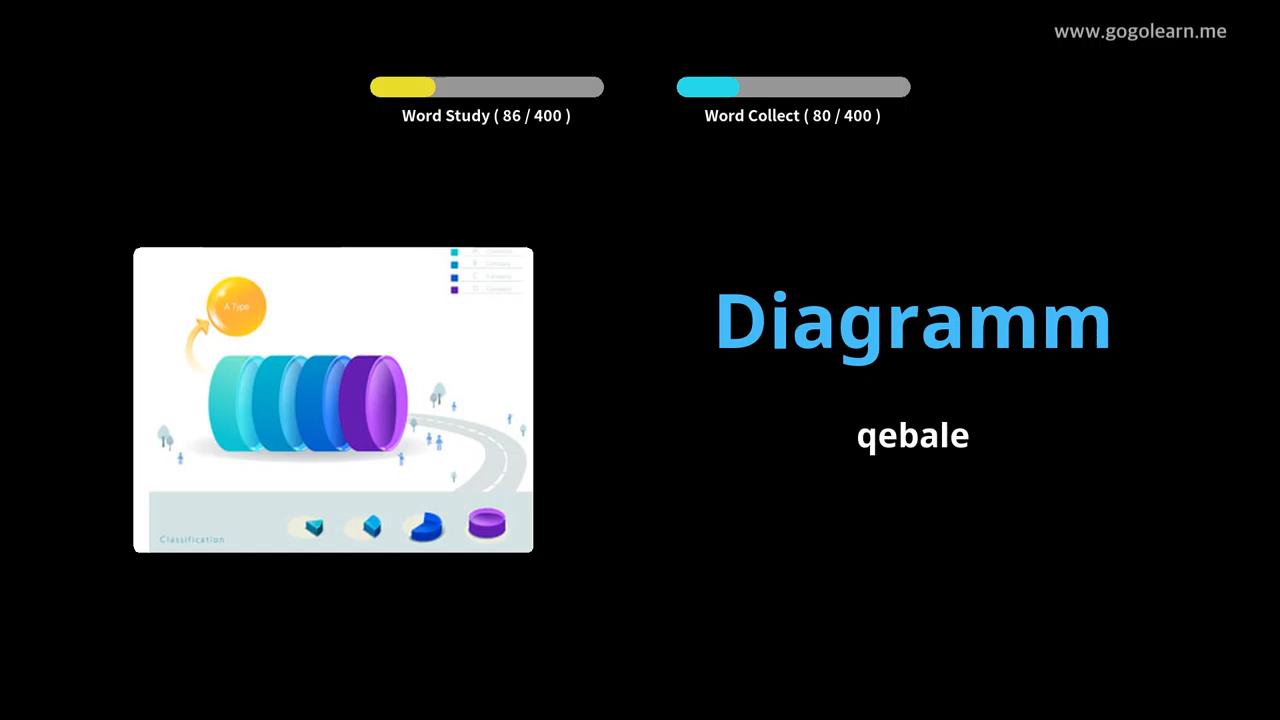 www.gogolearn.me
Word Study ( 86 / 400 )
Word Collect ( 80 / 400 )
A Type
Diagramm
qebale
A
B
C
D
Classification